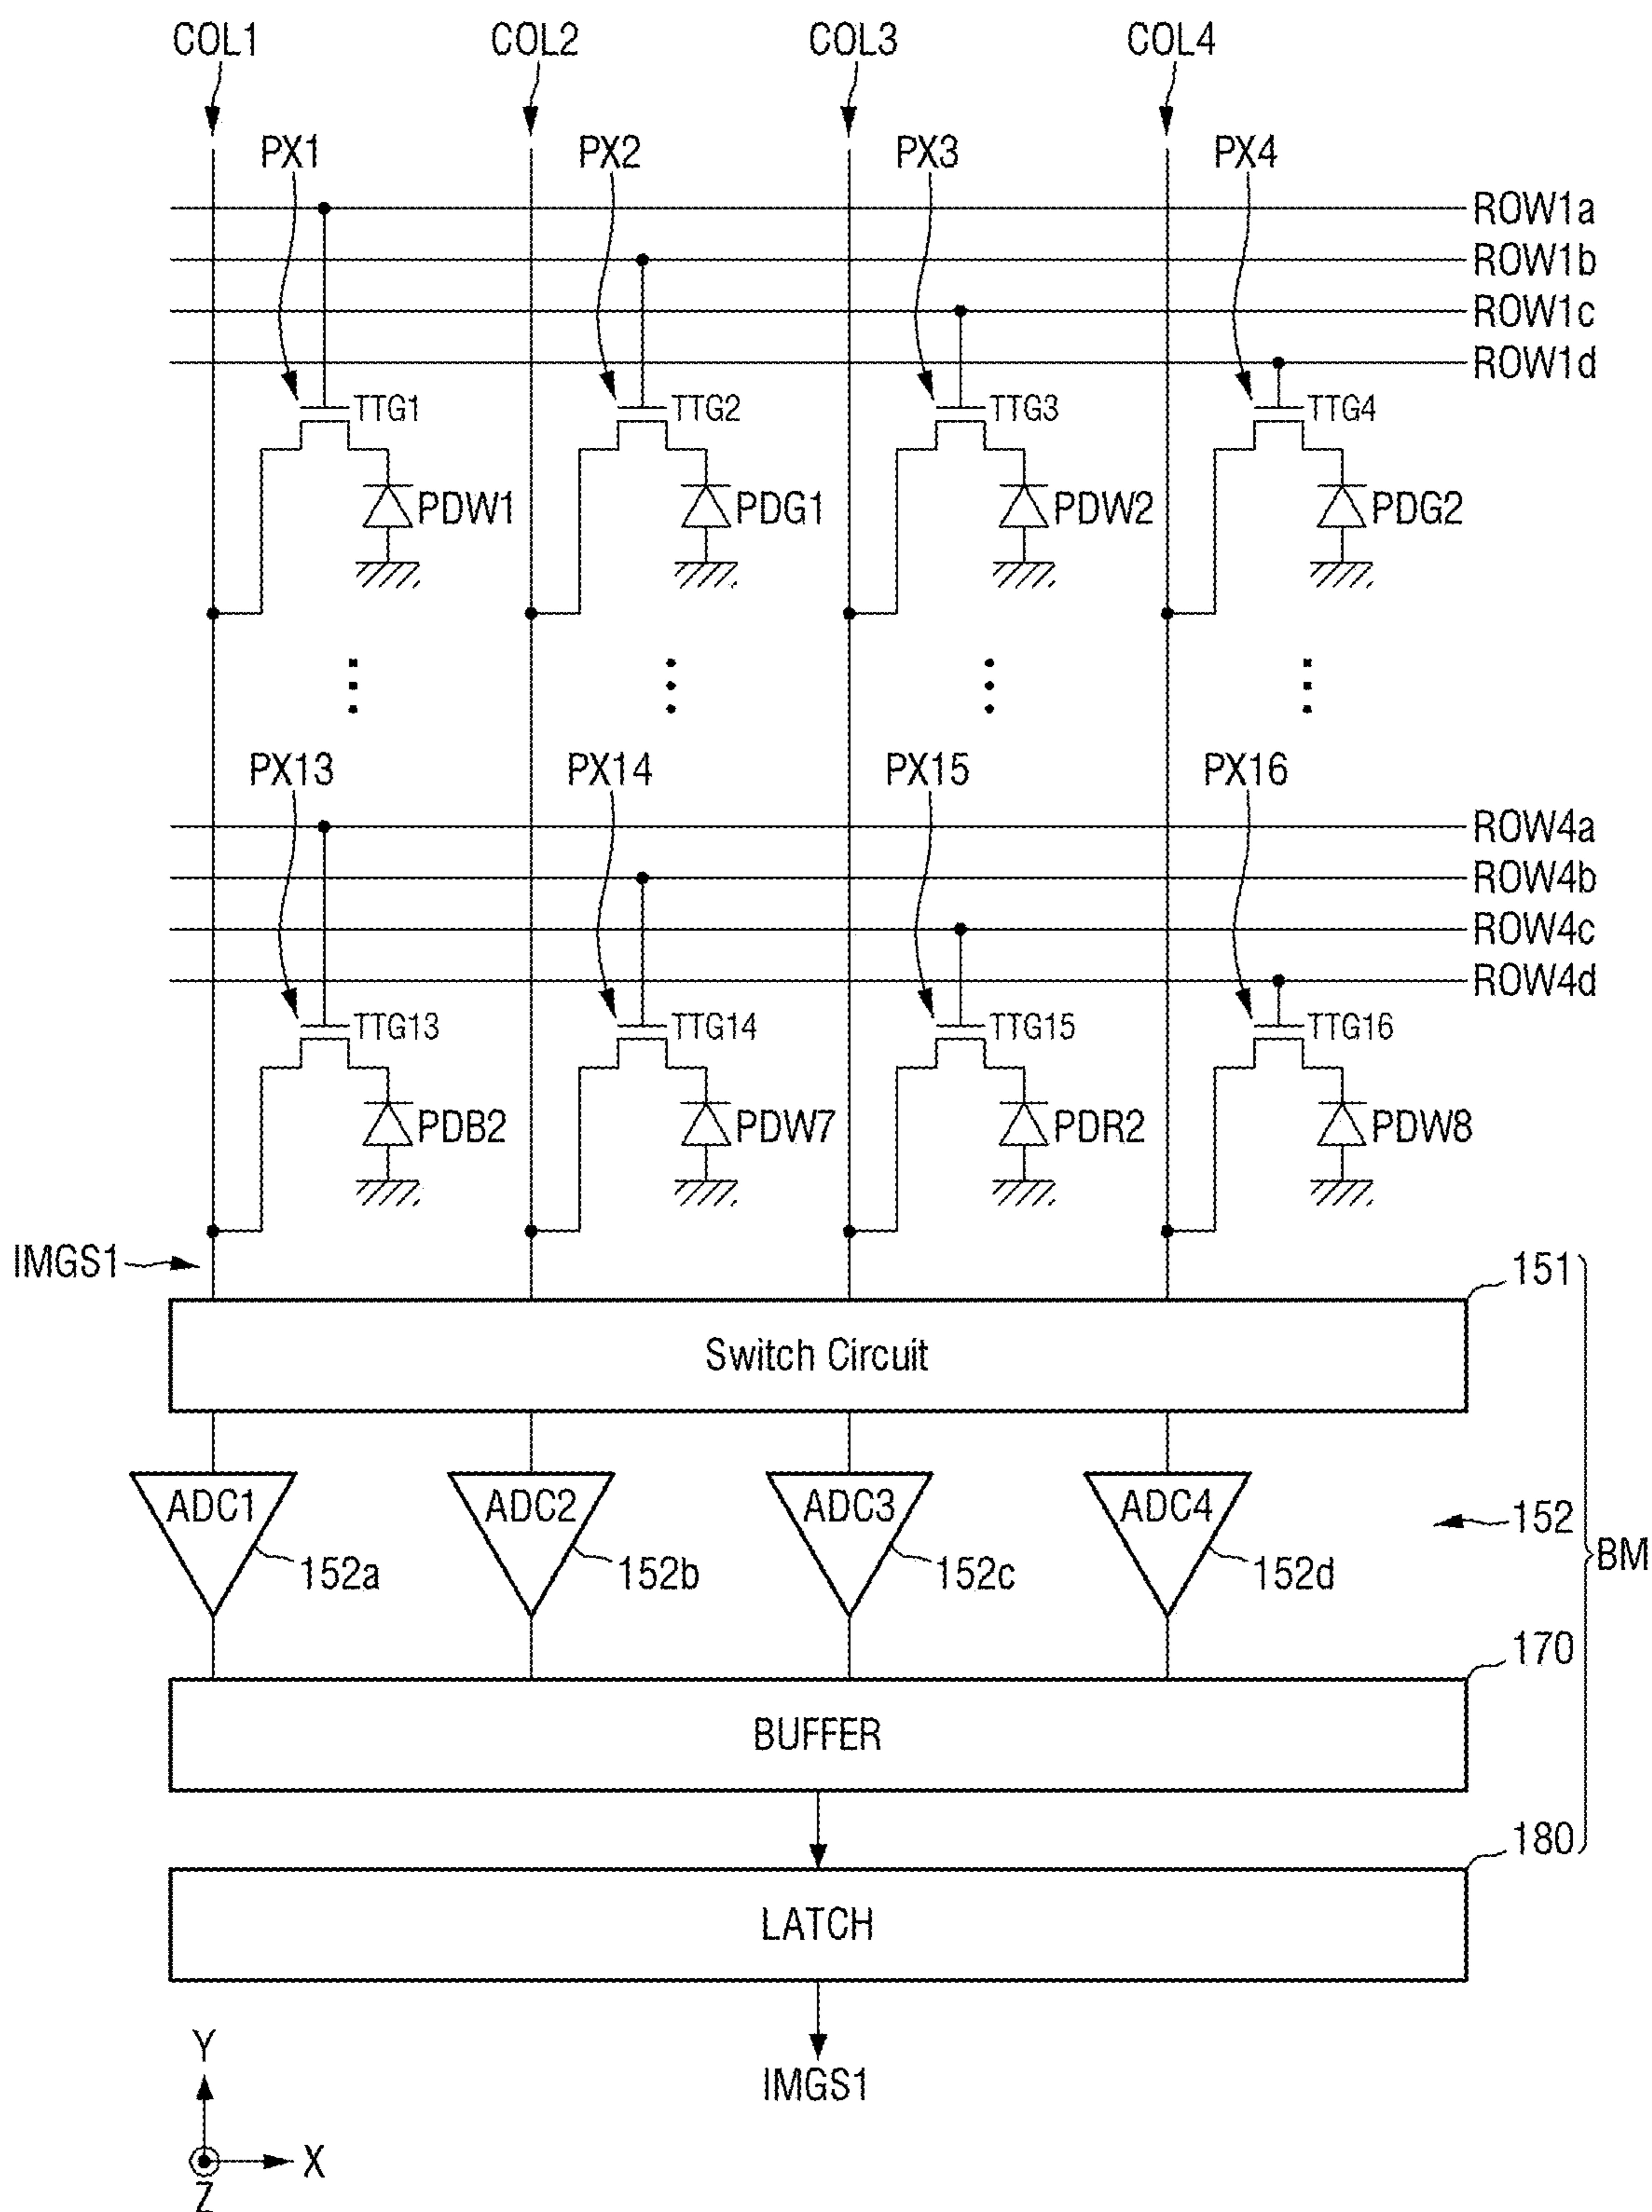 COL1 COL2 COL3 COL4
PX1 PX2 PX3 PX4
ROW1a
ROW1b
ROW1c
ROW1d
TTG1 TTG2 TTG3 TTG4
PDW1 PDG1 PDW2 PDG2
PX13 PX14 PX15 PX16
ROW4a
ROW4b
ROW4c
ROW4d
TTG13 TTG14 TTG15 TTG16
PDB2 PDW7 PDR2 PDW8
IMGS1
151
Switch Circuit
ADC1 ADC2 ADC3 ADC4
152
152a 152b 152c 152d
BM
170
BUFFER
180
LATCH
IMGS1
Y
X
Z